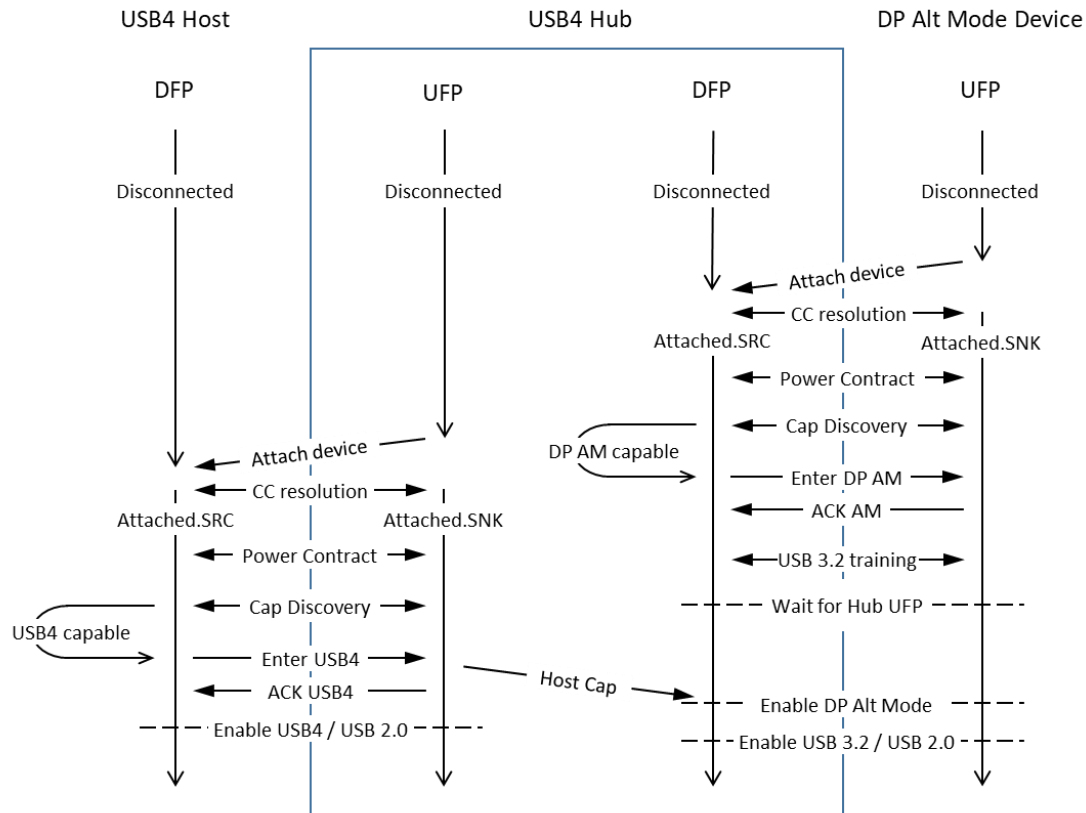 USB4 Host
USB4 Hub
DP Alt Mode Device
DFP
UFP
DFP
UFP
Disconnected
Disconnected
Disconnected
Disconnected
Attach device
CC resolution
Attached.SRC
Attached.SNK
Power Contract
Cap Discovery
DP AM capable
Enter DP AM
ACK AM
USB 3.2 training
Wait for Hub UFP
Attach device
CC resolution
Attached.SRC
Attached.SNK
Power Contract
Cap Discovery
USB4 capable
Enter USB4
ACK USB4
Host Cap
Enable USB4 / USB 2.0
Enable DP Alt Mode
Enable USB 3.2 / USB 2.0